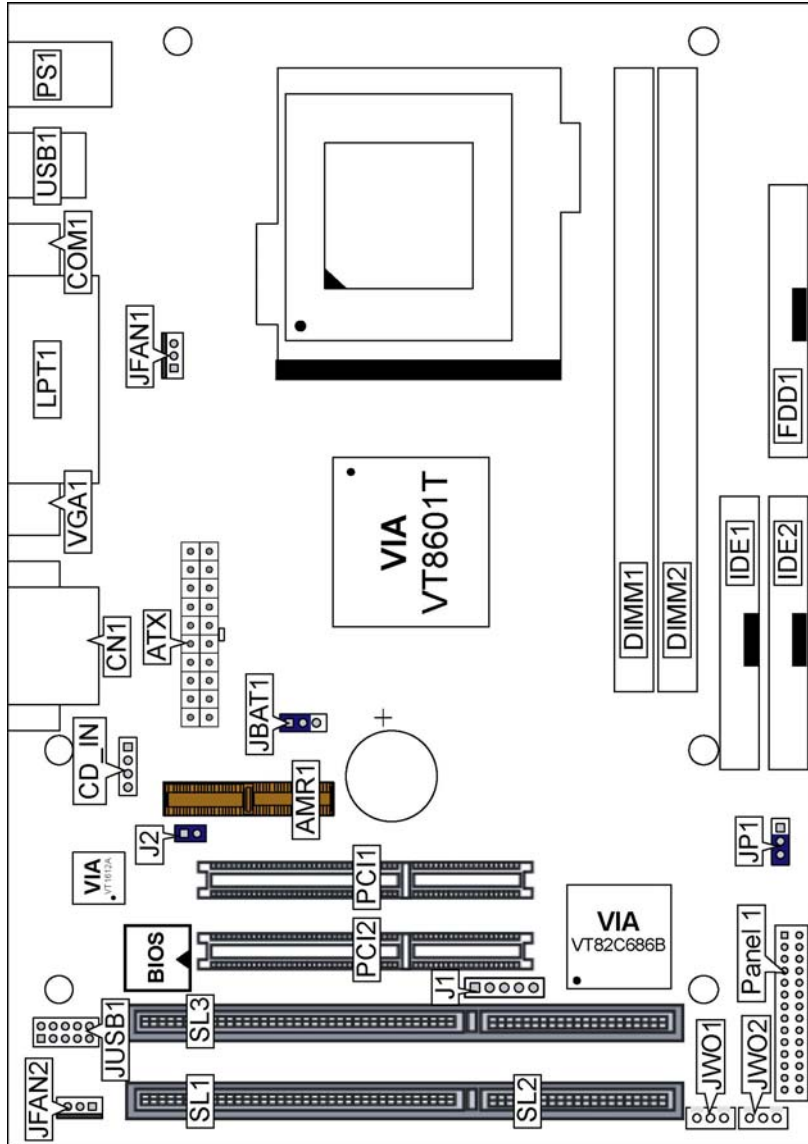 PS1
USB1
COM1
LPT1
JFAN1
VGA1
CN1
ATX
CD_IN
JBAT1
+
AMR1
J2
VIA
VT8601T
DIMM1
DIMM2
FDD1
IDE1
IDE2
VIA
VT1612A
BIOS
PCI1
PCI2
J1
VIA
VT82C686B
JP1
Panel 1
JUSB1
JFAN2
SL3
SL1
SL2
JWO1
JWO2